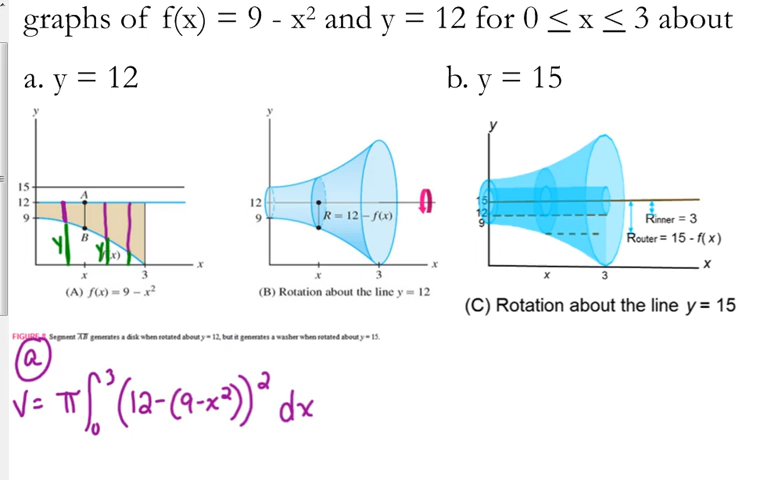 graphs of f(x) = 9 - x² and y = 12 for 0 ≤ x ≤ 3 about
a. y = 12
b. y = 15
y
15
12
9
A
B
y
y
x)
x
3
x
(A) f(x) = 9 − x²
y
12
9
R = 12 − f(x)
x
3
x
(B) Rotation about the line y = 12
y
15
12
9
Rinner = 3
Router = 15 - f(x)
x
3
x
(C) Rotation about the line y = 15
FIGURE 8 Segment AB generates a disk when rotated about y = 12, but it generates a washer when rotated about y = 15.
a
V = π∫₀³ (12-(9-x²))² dx